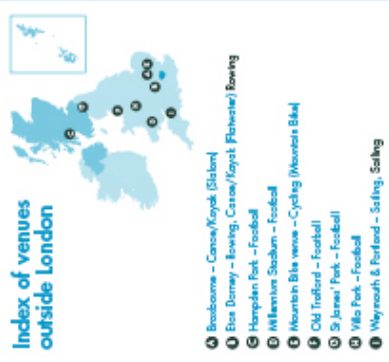 Index of venues
outside London
A Broxbourne – Canoe/Kayak (Slalom)
B Eton Dorney – Rowing, Canoe/Kayak (Flatwater) Rowing
C Hampden Park – Football
D Millennium Stadium – Football
E Mountain Bike venue – Cycling (Mountain Bike)
F Old Trafford – Football
G St James' Park – Football
H Villa Park – Football
I Weymouth & Portland – Sailing, Sailing